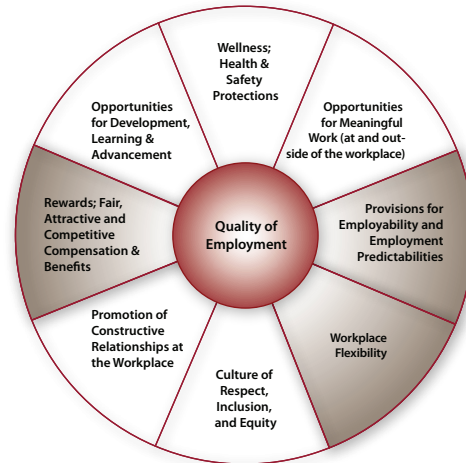 Wellness;
Health &
Safety
Protections
Opportunities
for Meaningful
Work (at and out-
side of the workplace)
Provisions for
Employability and
Employment
Predictabilities
Workplace
Flexibility
Culture of
Respect,
Inclusion,
and Equity
Promotion of
Constructive
Relationships at
the Workplace
Rewards; Fair,
Attractive and
Competitive
Compensation &
Benefits
Opportunities
for Development,
Learning &
Advancement
Quality of
Employment